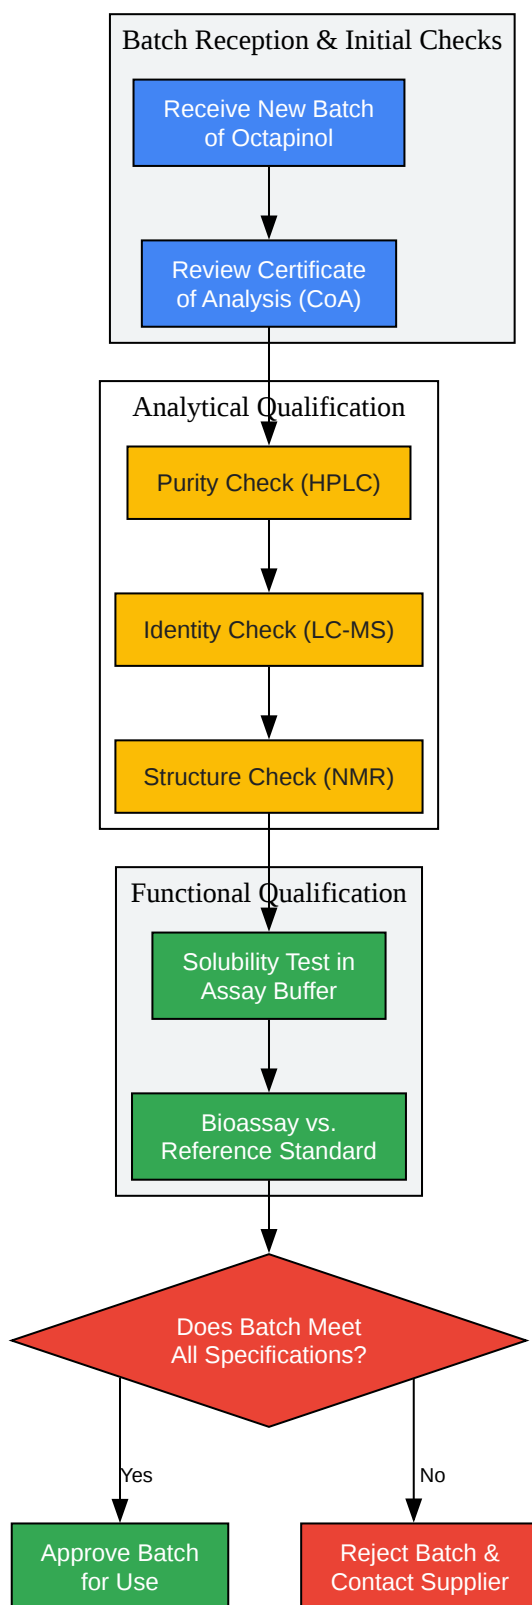 Batch Reception & Initial Checks
Receive New Batch
of Octapinol
Review Certificate
of Analysis (CoA)
Analytical Qualification
Purity Check (HPLC)
Identity Check (LC-MS)
Structure Check (NMR)
Functional Qualification
Solubility Test in
Assay Buffer
Bioassay vs.
Reference Standard
Does Batch Meet
All Specifications?
Yes
No
Approve Batch
for Use
Reject Batch &
Contact Supplier